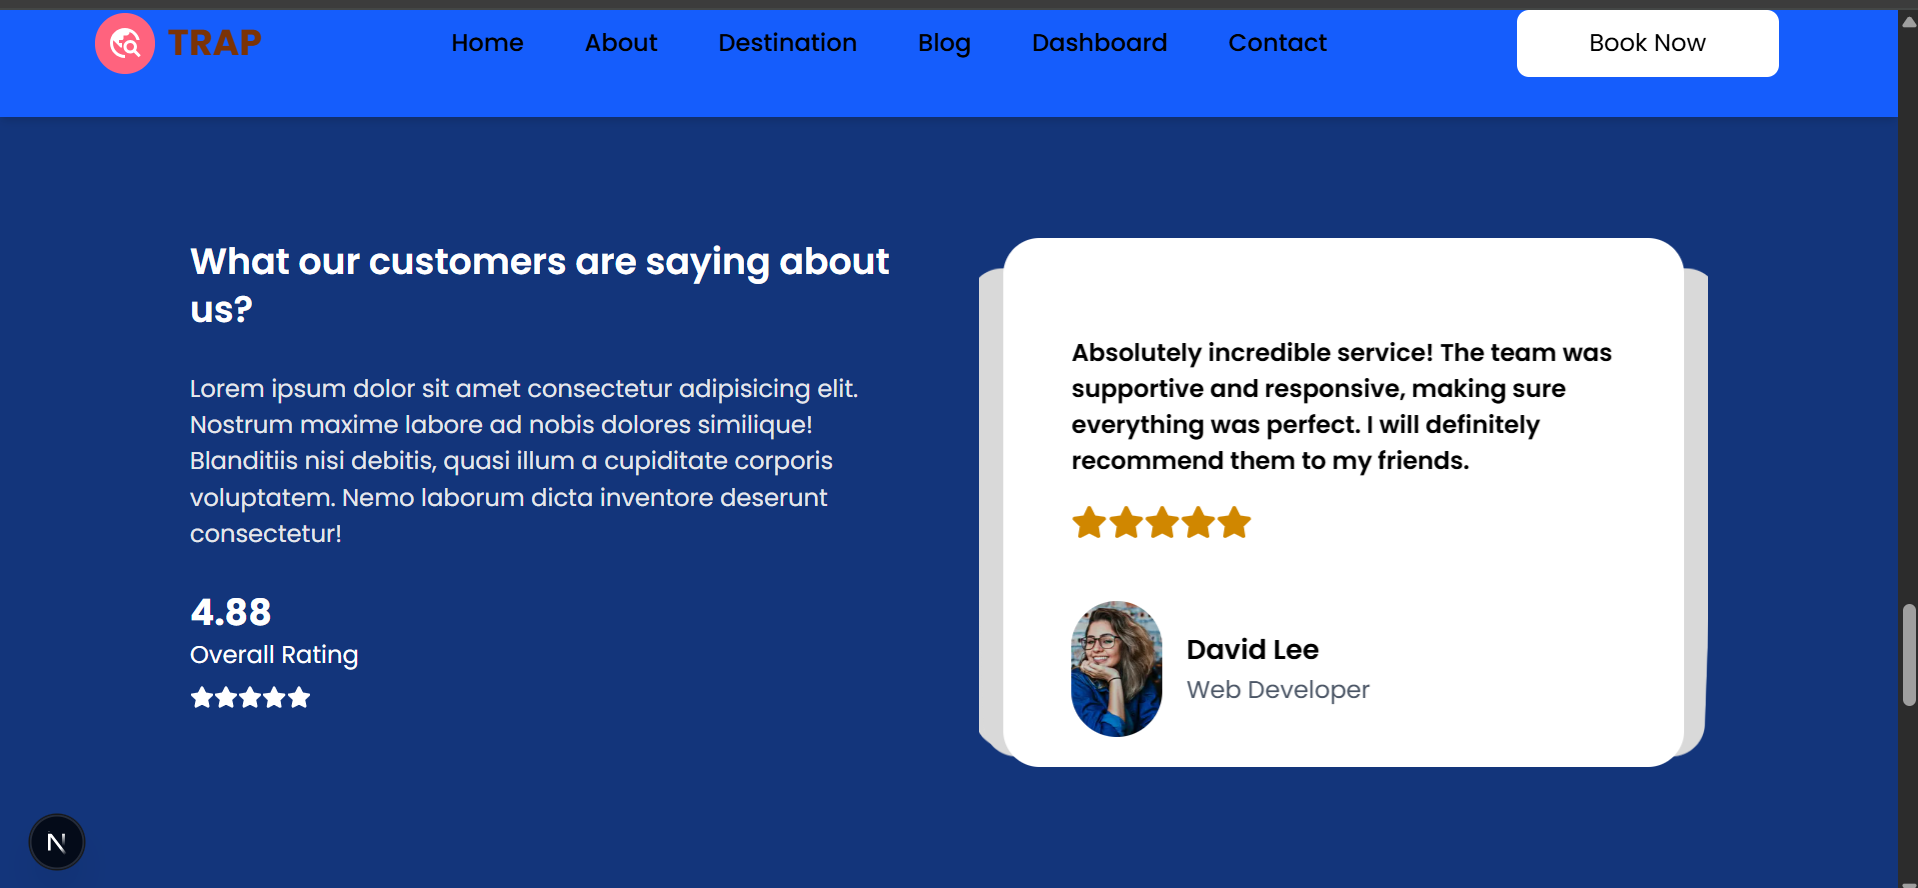 TRAP
Home
About
Destination
Blog
Dashboard
Contact
Book Now
What our customers are saying about
us?
Lorem ipsum dolor sit amet consectetur adipisicing elit.
Nostrum maxime labore ad nobis dolores similique!
Blanditiis nisi debitis, quasi illum a cupiditate corporis
voluptatem. Nemo laborum dicta inventore deserunt
consectetur!
4.88
Overall Rating
Absolutely incredible service! The team was
supportive and responsive, making sure
everything was perfect. I will definitely
recommend them to my friends.
David Lee
Web Developer
N